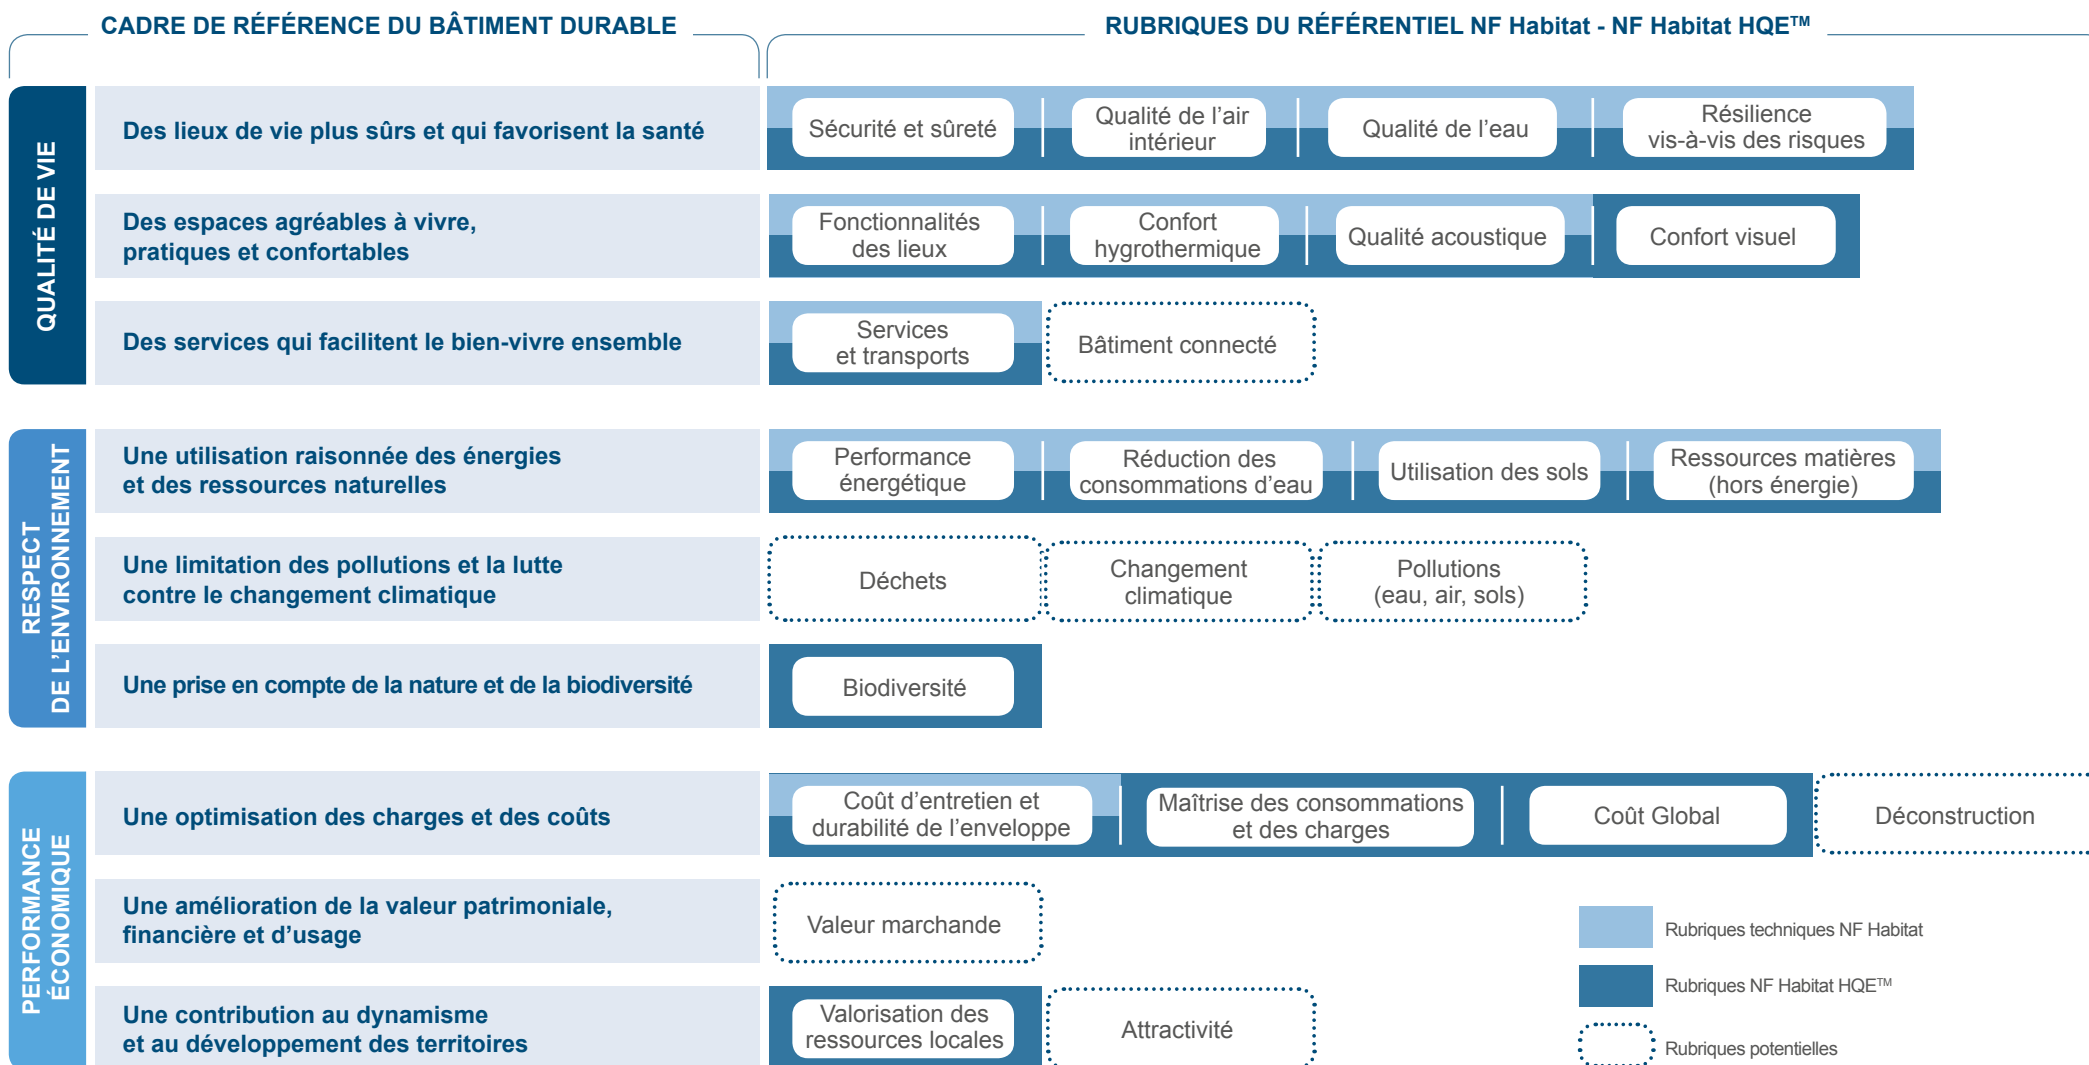 CADRE DE RÉFÉRENCE DU BÂTIMENT DURABLE
RUBRIQUES DU RÉFÉRENTIEL NF Habitat - NF Habitat HQE™
QUALITÉ DE VIE
Des lieux de vie plus sûrs et qui favorisent la santé
Sécurité et sûreté
Qualité de l’air
intérieur
Qualité de l’eau
Résilience
vis-à-vis des risques
Des espaces agréables à vivre,
pratiques et confortables
Fonctionnalités
des lieux
Confort
hygrothermique
Qualité acoustique
Confort visuel
Des services qui facilitent le bien-vivre ensemble
Services
et transports
Bâtiment connecté
RESPECT
DE L’ENVIRONNEMENT
Une utilisation raisonnée des énergies
et des ressources naturelles
Performance
énergétique
Réduction des
consommations d’eau
Utilisation des sols
Ressources matières
(hors énergie)
Une limitation des pollutions et la lutte
contre le changement climatique
Déchets
Changement
climatique
Pollutions
(eau, air, sols)
Une prise en compte de la nature et de la biodiversité
Biodiversité
PERFORMANCE
ÉCONOMIQUE
Une optimisation des charges et des coûts
Coût d’entretien et
durabilité de l’enveloppe
Maîtrise des consommations
et des charges
Coût Global
Déconstruction
Une amélioration de la valeur patrimoniale,
financière et d’usage
Valeur marchande
Une contribution au dynamisme
et au développement des territoires
Valorisation des
ressources locales
Attractivité
Rubriques techniques NF Habitat
Rubriques NF Habitat HQE™
Rubriques potentielles